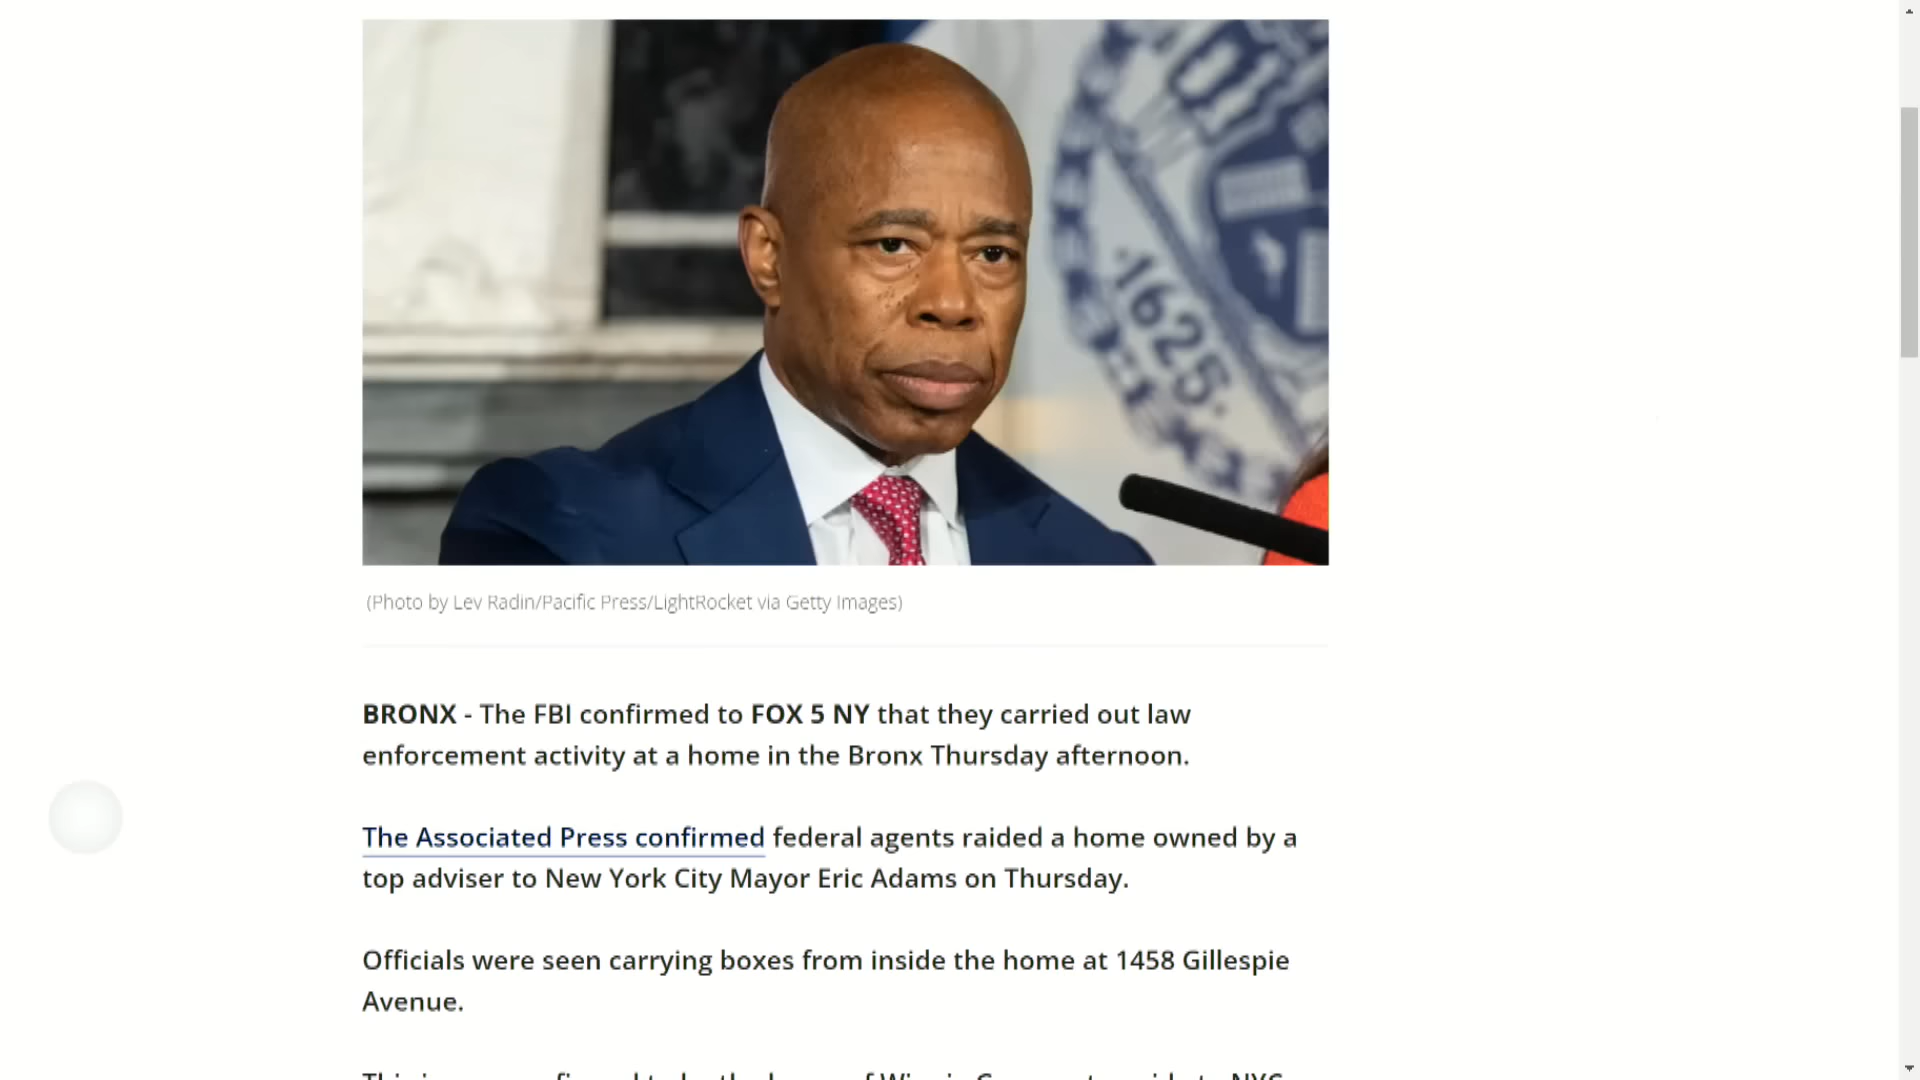 ·1625·
(Photo by Lev Radin/Pacific Press/LightRocket via Getty Images)
BRONX - The FBI confirmed to FOX 5 NY that they carried out law
enforcement activity at a home in the Bronx Thursday afternoon.
The Associated Press confirmed federal agents raided a home owned by a
top adviser to New York City Mayor Eric Adams on Thursday.
Officials were seen carrying boxes from inside the home at 1458 Gillespie
Avenue.